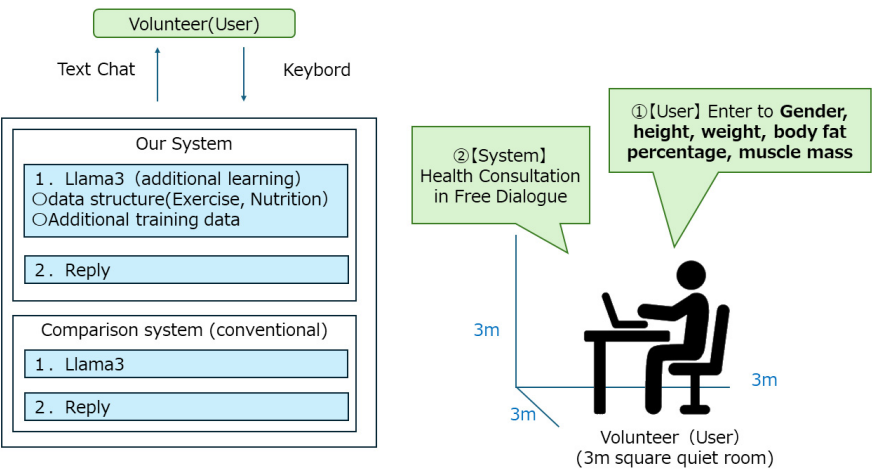 Volunteer(User)
Text Chat
Keybord
Our System
1．Llama3（additional learning）
〇data structure(Exercise, Nutrition）
〇Additional training data
2．Reply
Comparison system (conventional)
1．Llama3
2．Reply
②【System】
Health Consultation
in Free Dialogue
①【User】 Enter to Gender,
height, weight, body fat
percentage, muscle mass
3m
3m
3m
Volunteer（User）
(3m square quiet room)